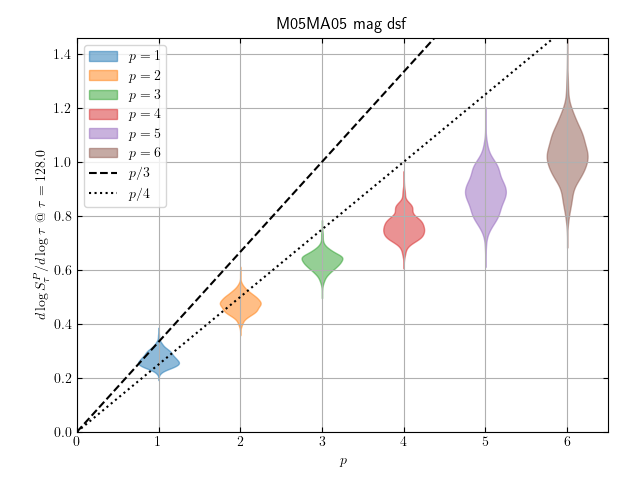 M05MA05 mag dsf
p = 1
p = 2
p = 3
p = 4
p = 5
p = 6
p/3
p/4
d log S_τ^P / d log τ @ τ = 128.0
1.4
1.2
1.0
0.8
0.6
0.4
0.2
0.0
0 1 2 3 4 5 6
p